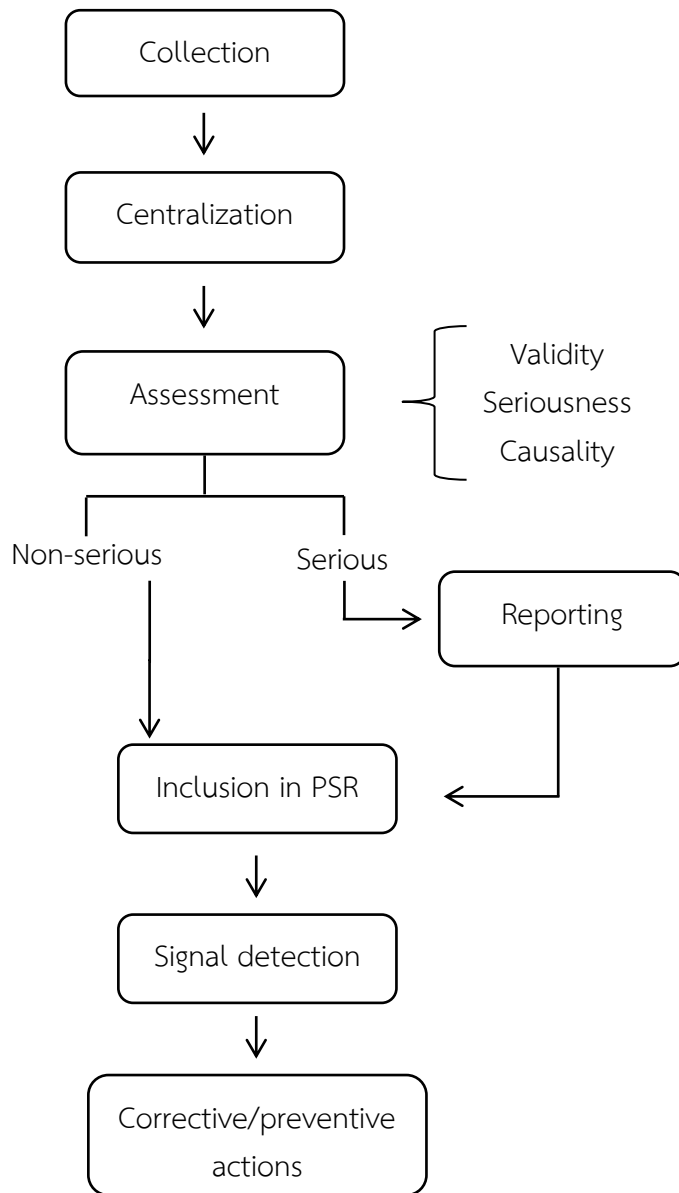 Collection
Centralization
Assessment
Validity
Seriousness
Causality
Non-serious
Serious
Reporting
Inclusion in PSR
Signal detection
Corrective/preventive
actions